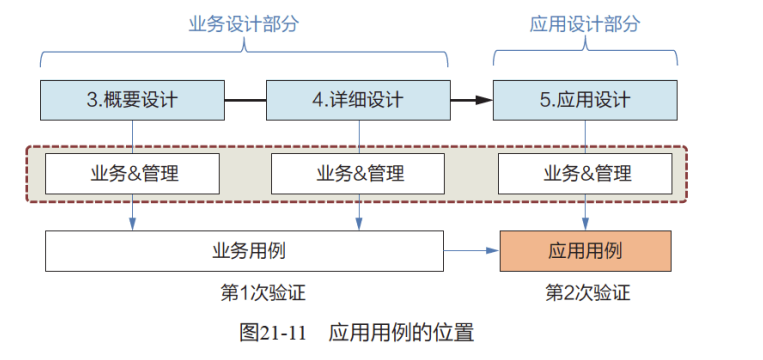 业务设计部分 应用设计部分
3.概要设计 4.详细设计 5.应用设计
业务&管理 业务&管理 业务&管理
业务用例 应用用例
第1次验证 第2次验证
图21-11 应用用例的位置